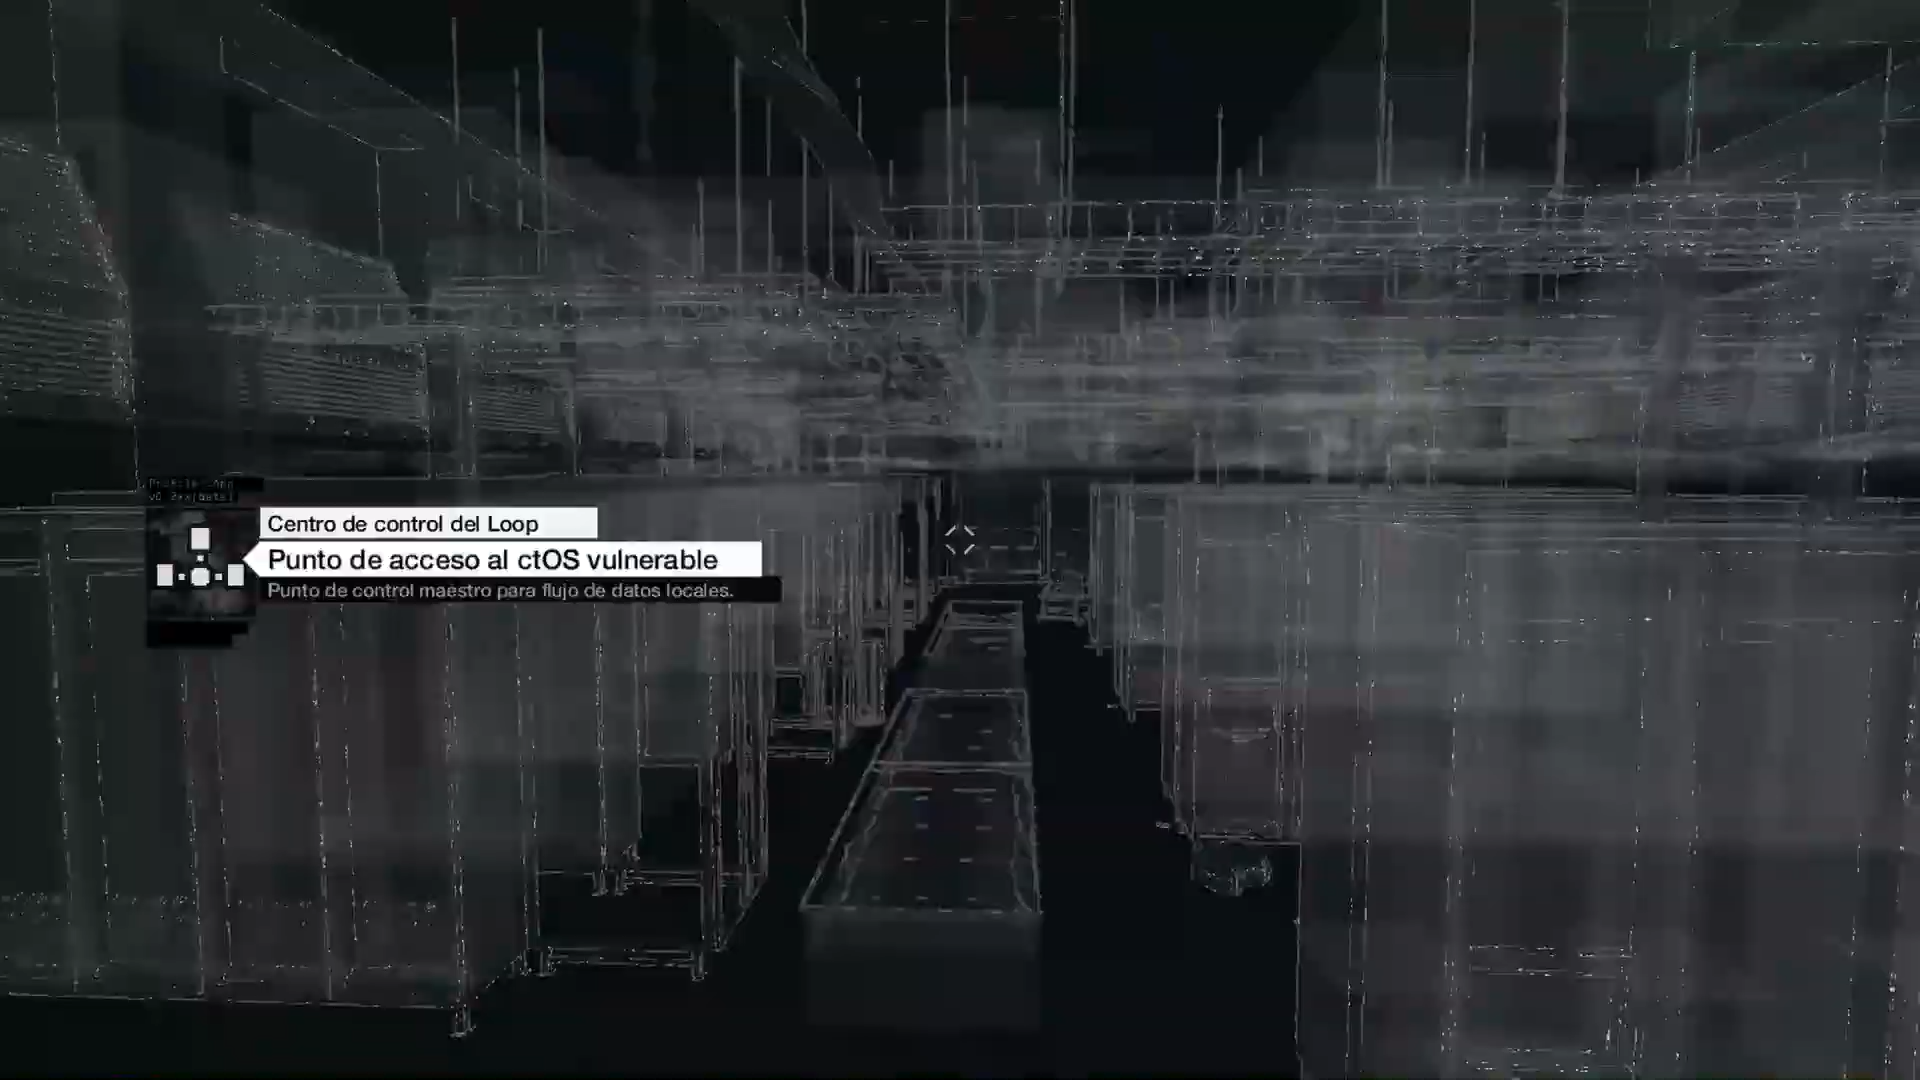 Centro de control del Loop
Punto de acceso al ctOS vulnerable
Punto de control maestro para flujo de datos locales.